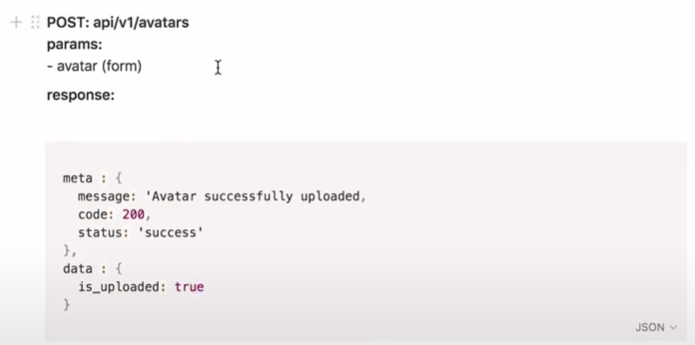 POST: api/v1/avatars
params:
- avatar (form)
response:
meta : {
message: 'Avatar successfully uploaded,
code: 200,
status: 'success'
},
data : {
is_uploaded: true
}
JSON